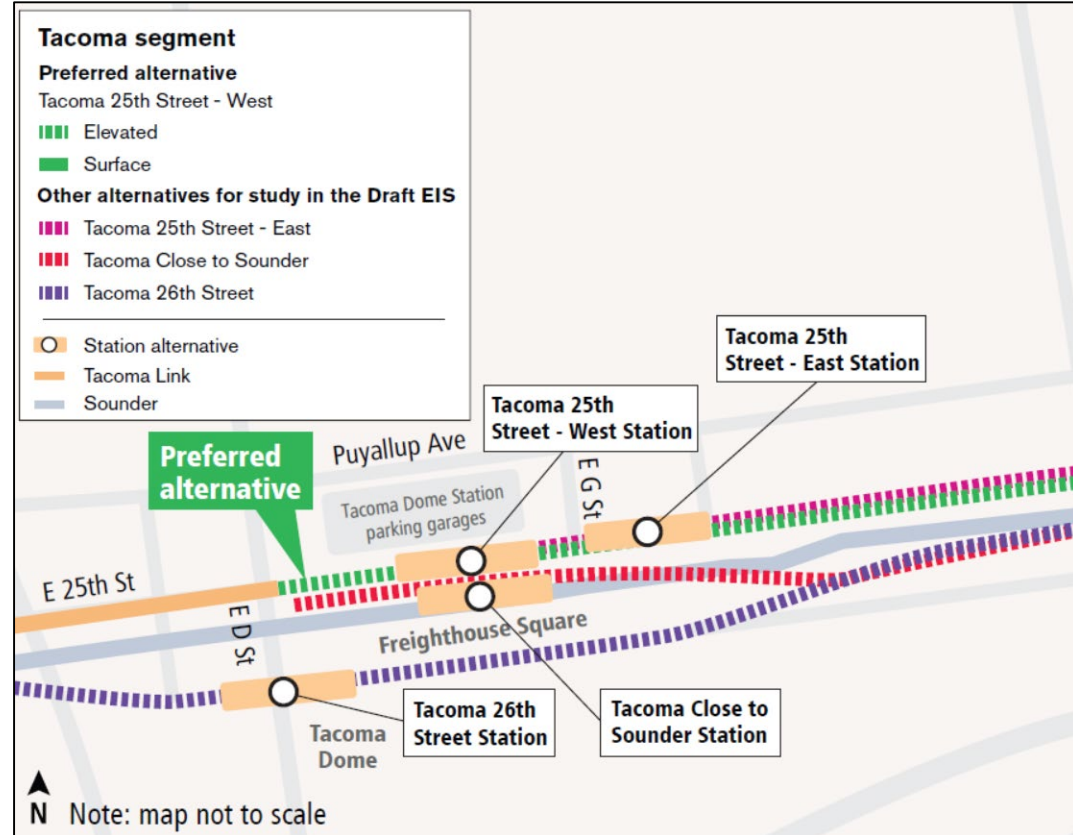 Tacoma segment
Preferred alternative
Tacoma 25th Street - West
Elevated
Surface
Other alternatives for study in the Draft EIS
Tacoma 25th Street - East
Tacoma Close to Sounder
Tacoma 26th Street
Station alternative
Tacoma Link
Sounder
Tacoma 25th
Street - East Station
Tacoma 25th
Street - West Station
Puyallup Ave
Preferred
alternative
Tacoma Dome Station
parking garages
E G St
E 25th St
E D St
Freighthouse Square
Tacoma
Dome
Tacoma 26th
Street Station
Tacoma Close to
Sounder Station
N Note: map not to scale